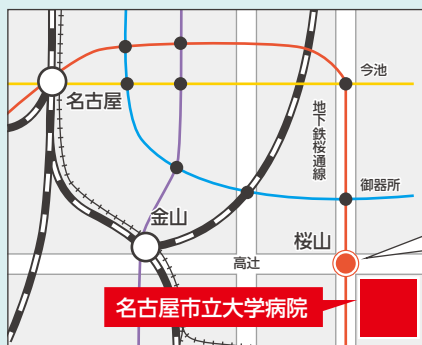 今池
名古屋
地下鉄桜通線
御器所
金山
桜山
高辻
名古屋市立大学病院